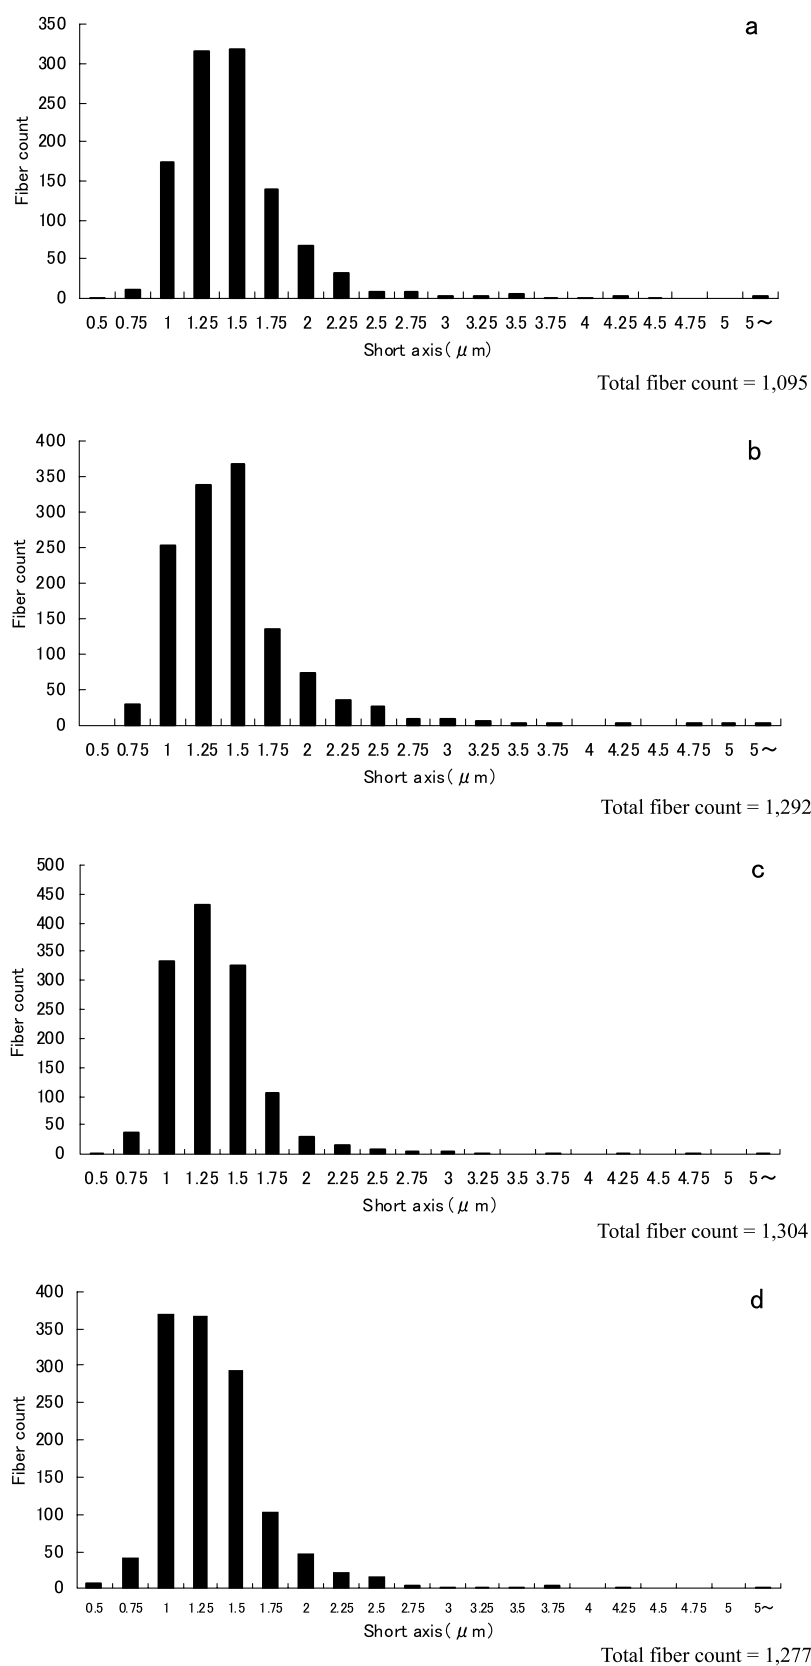 a
350
300
250
200
150
100
50
0
Fiber count
0.5 0.75 1 1.25 1.5 1.75 2 2.25 2.5 2.75 3 3.25 3.5 3.75 4 4.25 4.5 4.75 5 5～
Short axis(μm)
Total fiber count = 1,095
b
400
350
300
250
200
150
100
50
0
Fiber count
0.5 0.75 1 1.25 1.5 1.75 2 2.25 2.5 2.75 3 3.25 3.5 3.75 4 4.25 4.5 4.75 5 5～
Short axis(μm)
Total fiber count = 1,292
c
500
450
400
350
300
250
200
150
100
50
0
Fiber count
0.5 0.75 1 1.25 1.5 1.75 2 2.25 2.5 2.75 3 3.25 3.5 3.75 4 4.25 4.5 4.75 5 5～
Short axis(μm)
Total fiber count = 1,304
d
400
350
300
250
200
150
100
50
0
Fiber count
0.5 0.75 1 1.25 1.5 1.75 2 2.25 2.5 2.75 3 3.25 3.5 3.75 4 4.25 4.5 4.75 5 5～
Short axis(μm)
Total fiber count = 1,277